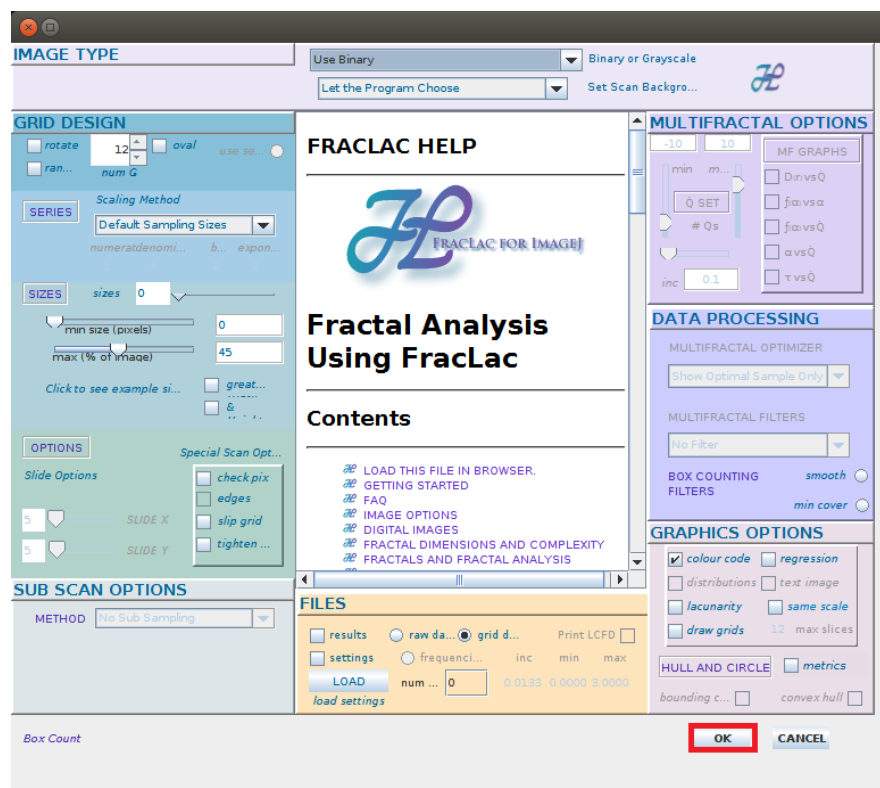 IMAGE TYPE
Use Binary
Binary or Grayscale
Let the Program Choose
Set Scan Backgro...
GRID DESIGN
rotate
12
oval
use se...
ran...
num G
SERIES
Scaling Method
Default Sampling Sizes
numeratdenomi...
b...
expon...
SIZES
sizes
0
min size (pixels)
0
max (% of image)
45
Click to see example si...
great...
&
OPTIONS
Special Scan Opt...
Slide Options
check pix
edges
5
SLIDE X
slip grid
5
SLIDE Y
tighten ...
SUB SCAN OPTIONS
METHOD
No Sub Sampling
FRACLAC HELP
FRACLAC FOR IMAGEJ
Fractal Analysis
Using FracLac
Contents
LOAD THIS FILE IN BROWSER.
GETTING STARTED
FAQ
IMAGE OPTIONS
DIGITAL IMAGES
FRACTAL DIMENSIONS AND COMPLEXITY
FRACTALS AND FRACTAL ANALYSIS
FILES
results
raw da...
grid d...
Print LCFD
settings
frequenci...
inc
min
max
LOAD
num ...
0
0.0133
0.0000
3.0000
load settings
MULTIFRACTAL OPTIONS
-10
10
MF GRAPHS
min
m...
Q SET
# Qs
ƒαvsα
ƒαvsQ
αvsQ
inc
0.1
τvsQ
DATA PROCESSING
MULTIFRACTAL OPTIMIZER
Show Optimal Sample Only
MULTIFRACTAL FILTERS
No Filter
BOX COUNTING
FILTERS
smooth
min cover
GRAPHICS OPTIONS
colour code
regression
distributions
text image
lacunarity
same scale
draw grids
12
max slices
HULL AND CIRCLE
metrics
bounding c...
convex hull
Box Count
OK
CANCEL